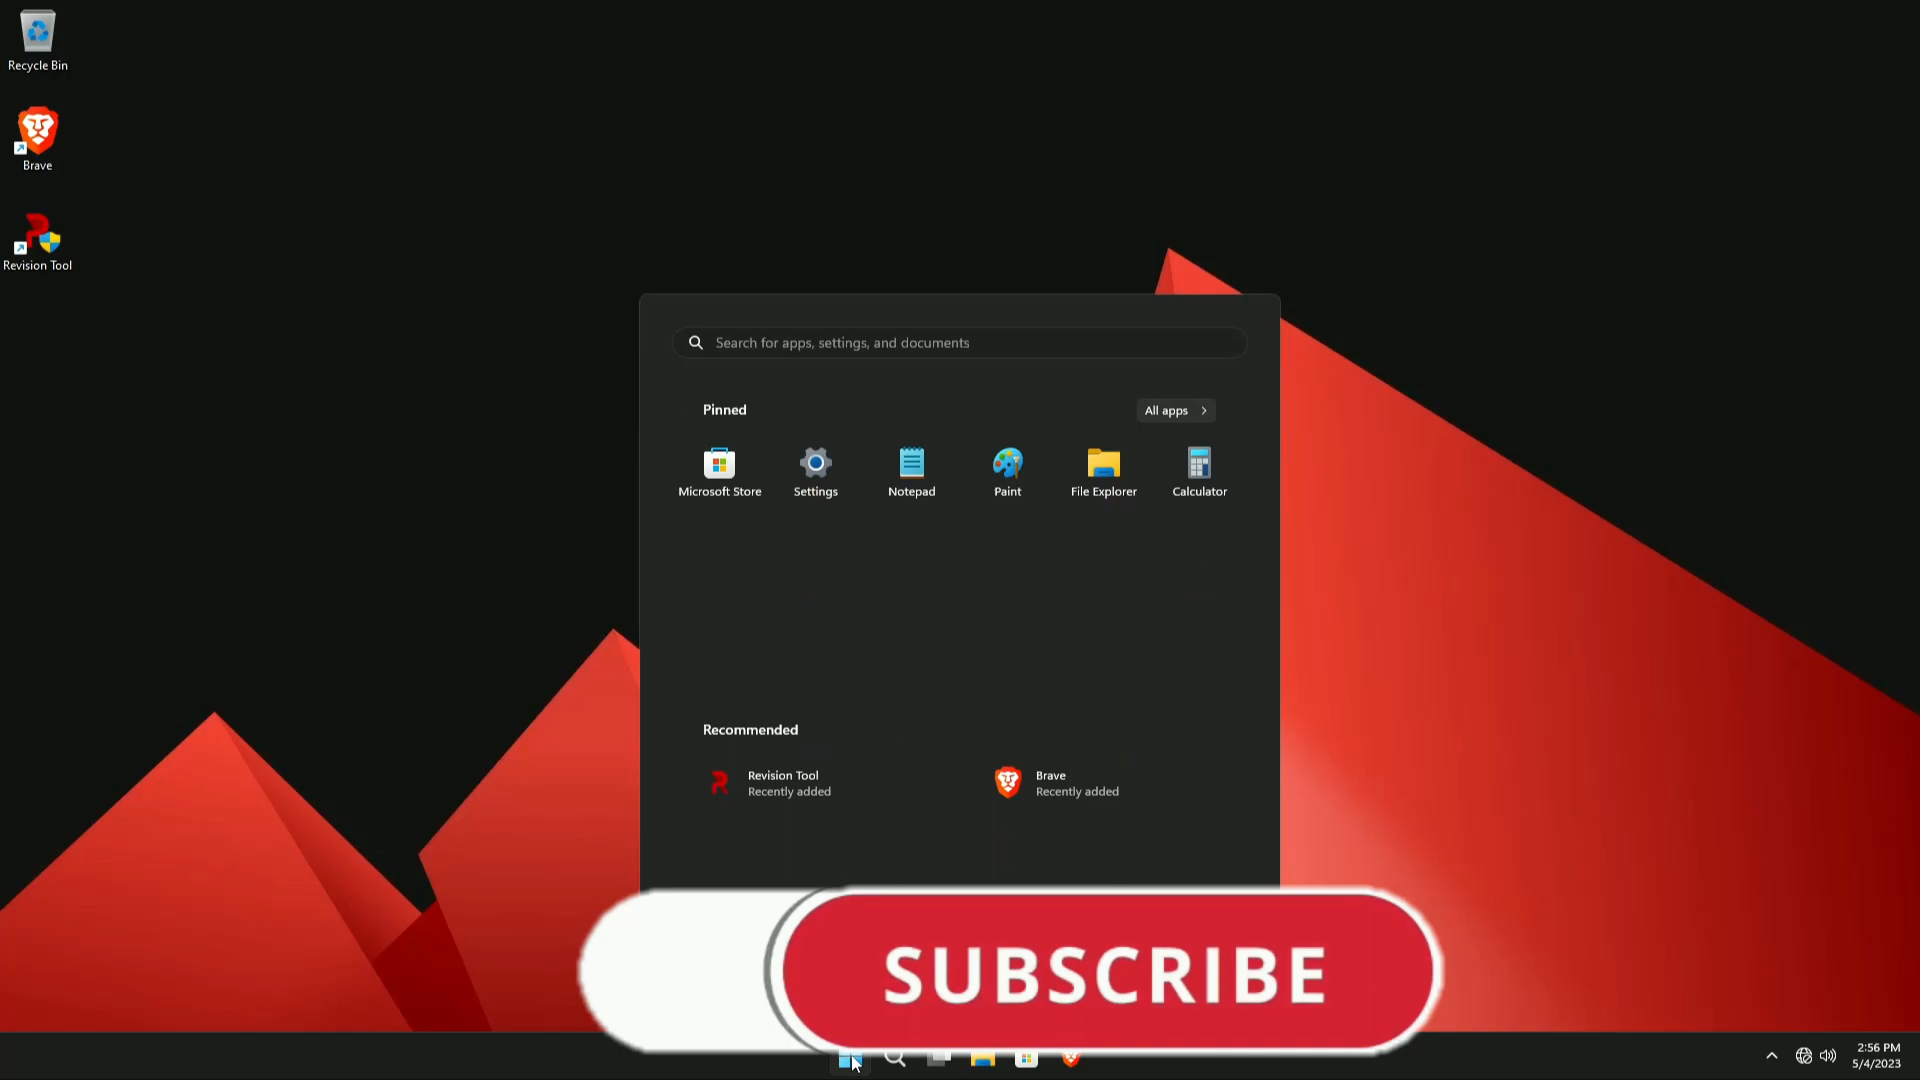 Recycle Bin
Brave
Revision Tool
Search for apps, settings, and documents
Pinned
All apps
Microsoft Store
Settings
Notepad
Paint
File Explorer
Calculator
Recommended
Revision Tool
Recently added
Brave
Recently added
SUBSCRIBE
2:56 PM
5/4/2023